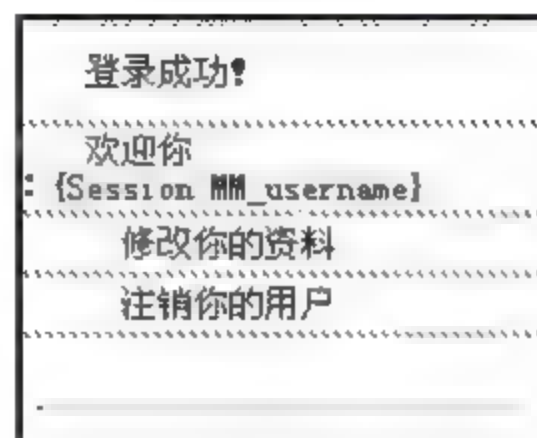 登录成功!
欢迎你
: {Session MM_username}
修改你的资料
注销你的用户